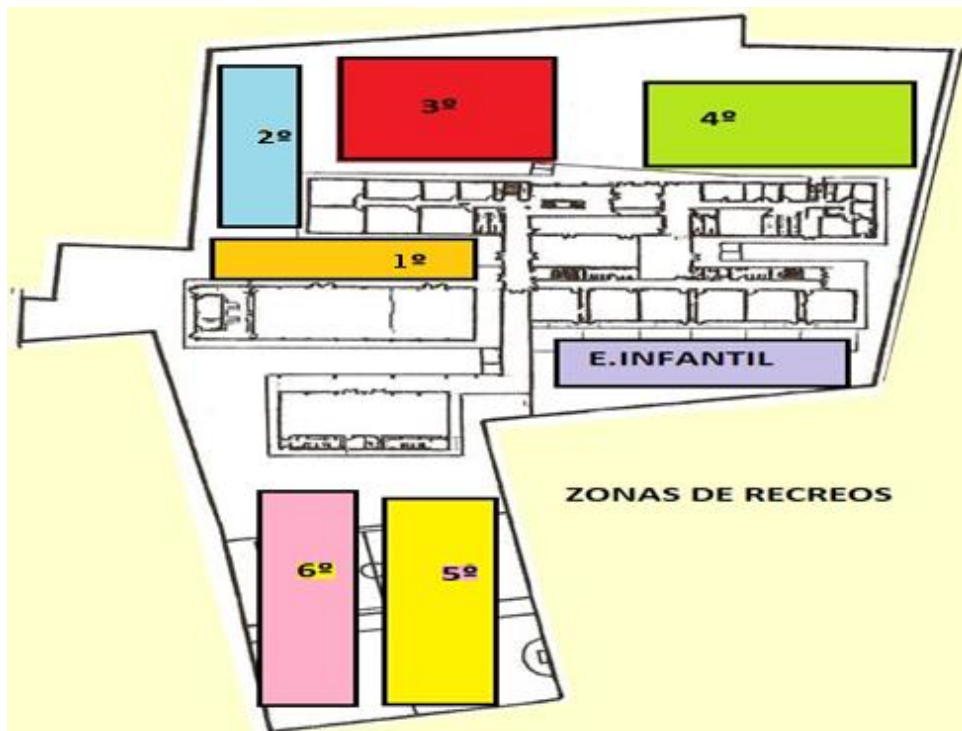 3º
4º
2º
1º
E.INFANTIL
ZONAS DE RECREOS
6º
5º